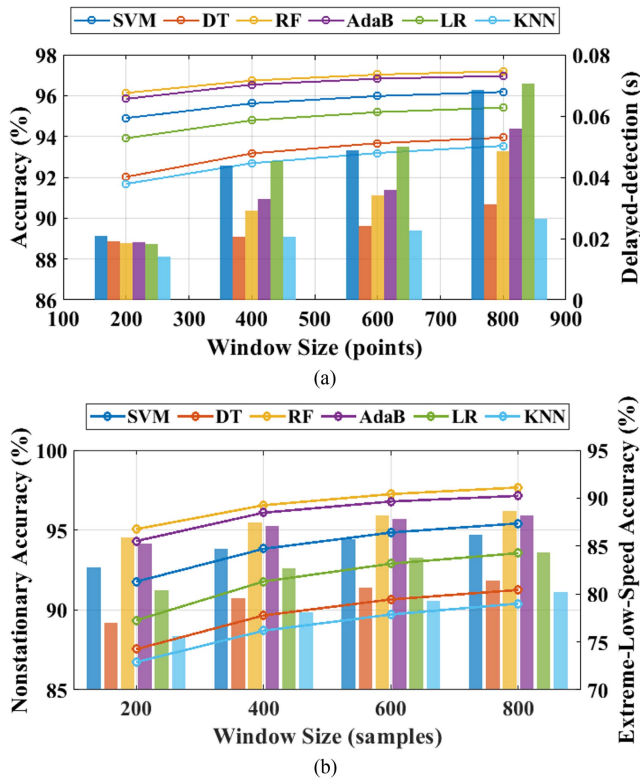 SVM DT RF AdaB LR KNN
98
96
94
92
90
88
86
0.08
0.06
0.04
0.02
0
100 200 300 400 500 600 700 800 900
Accuracy (%)
Delayed-detection (s)
Window Size (points)
(a)
SVM DT RF AdaB LR KNN
100
95
90
85
95
90
85
80
75
70
200 400 600 800
Nonstationary Accuracy (%)
Extreme-Low-Speed Accuracy (%)
Window Size (samples)
(b)